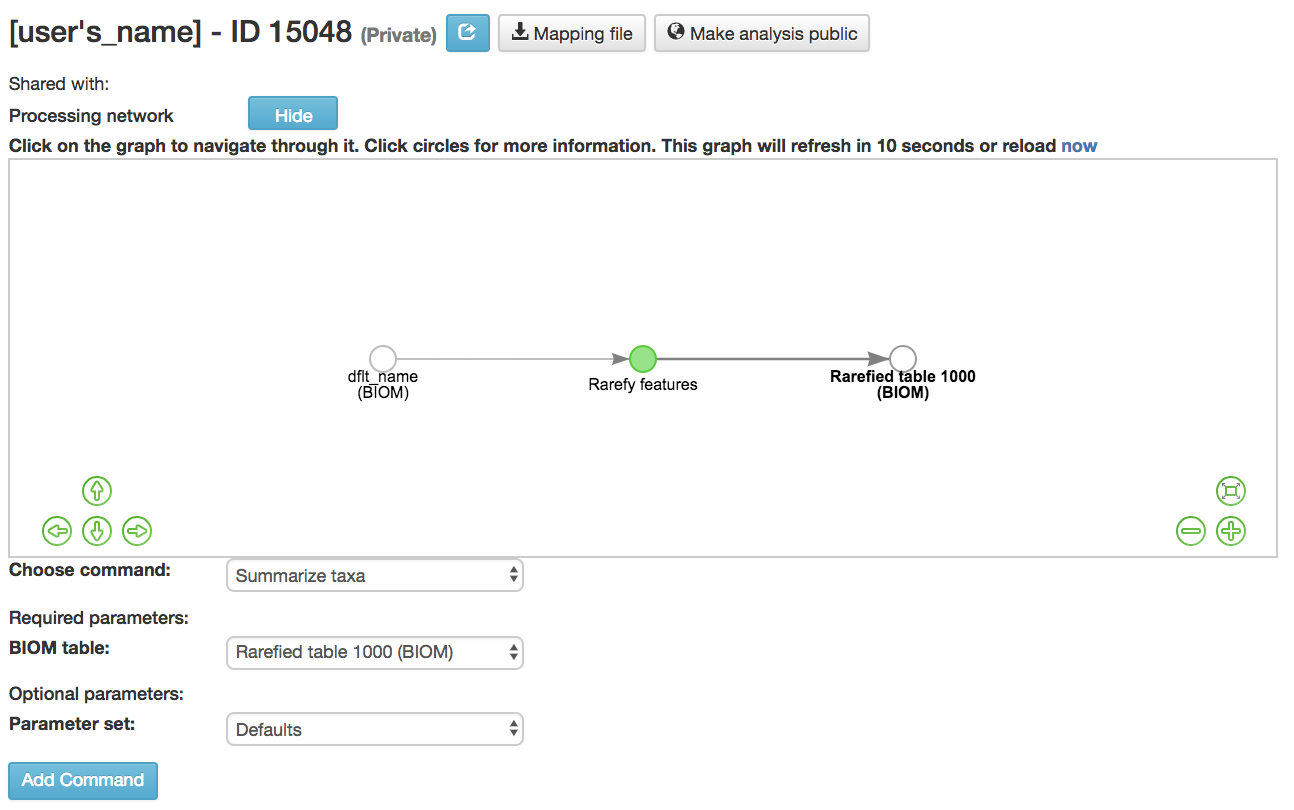 [user's_name] - ID 15048 (Private) Mapping file Make analysis public
Shared with:
Processing network Hide
Click on the graph to navigate through it. Click circles for more information. This graph will refresh in 10 seconds or reload now
dflt_name
(BIOM)
Rarefy features
Rarefied table 1000
(BIOM)
Choose command: Summarize taxa
Required parameters:
BIOM table: Rarefied table 1000 (BIOM)
Optional parameters:
Parameter set: Defaults
Add Command